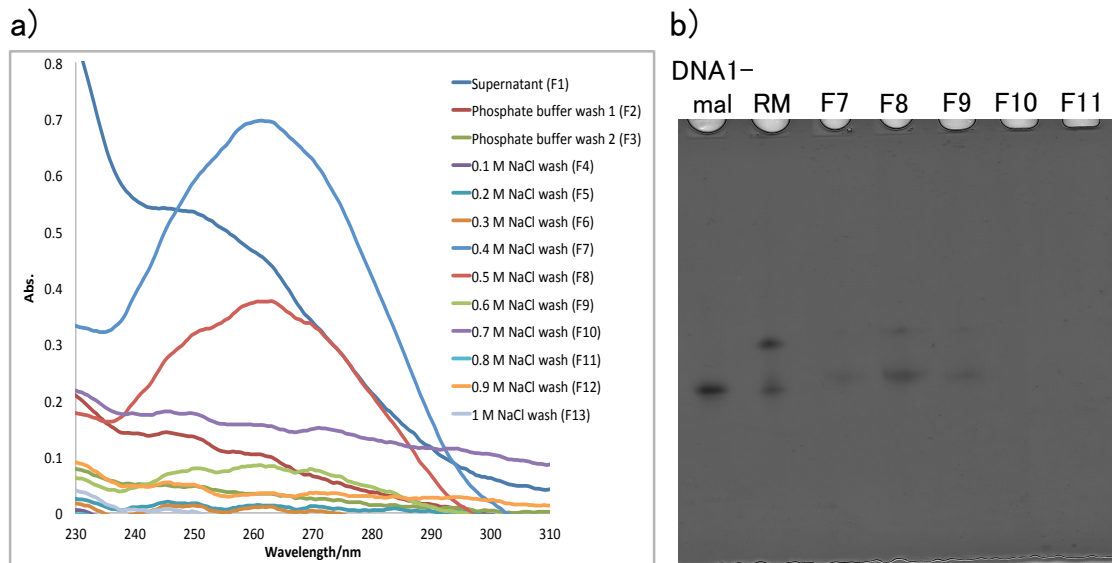 a)
0.8
0.7
0.6
0.5
0.4
0.3
0.2
0.1
0
Abs.
230 240 250 260 270 280 290 300 310
Wavelength/nm
Supernatant (F1)
Phosphate buffer wash 1 (F2)
Phosphate buffer wash 2 (F3)
0.1 M NaCl wash (F4)
0.2 M NaCl wash (F5)
0.3 M NaCl wash (F6)
0.4 M NaCl wash (F7)
0.5 M NaCl wash (F8)
0.6 M NaCl wash (F9)
0.7 M NaCl wash (F10)
0.8 M NaCl wash (F11)
0.9 M NaCl wash (F12)
1 M NaCl wash (F13)
b)
DNA1-
mal RM F7 F8 F9 F10 F11